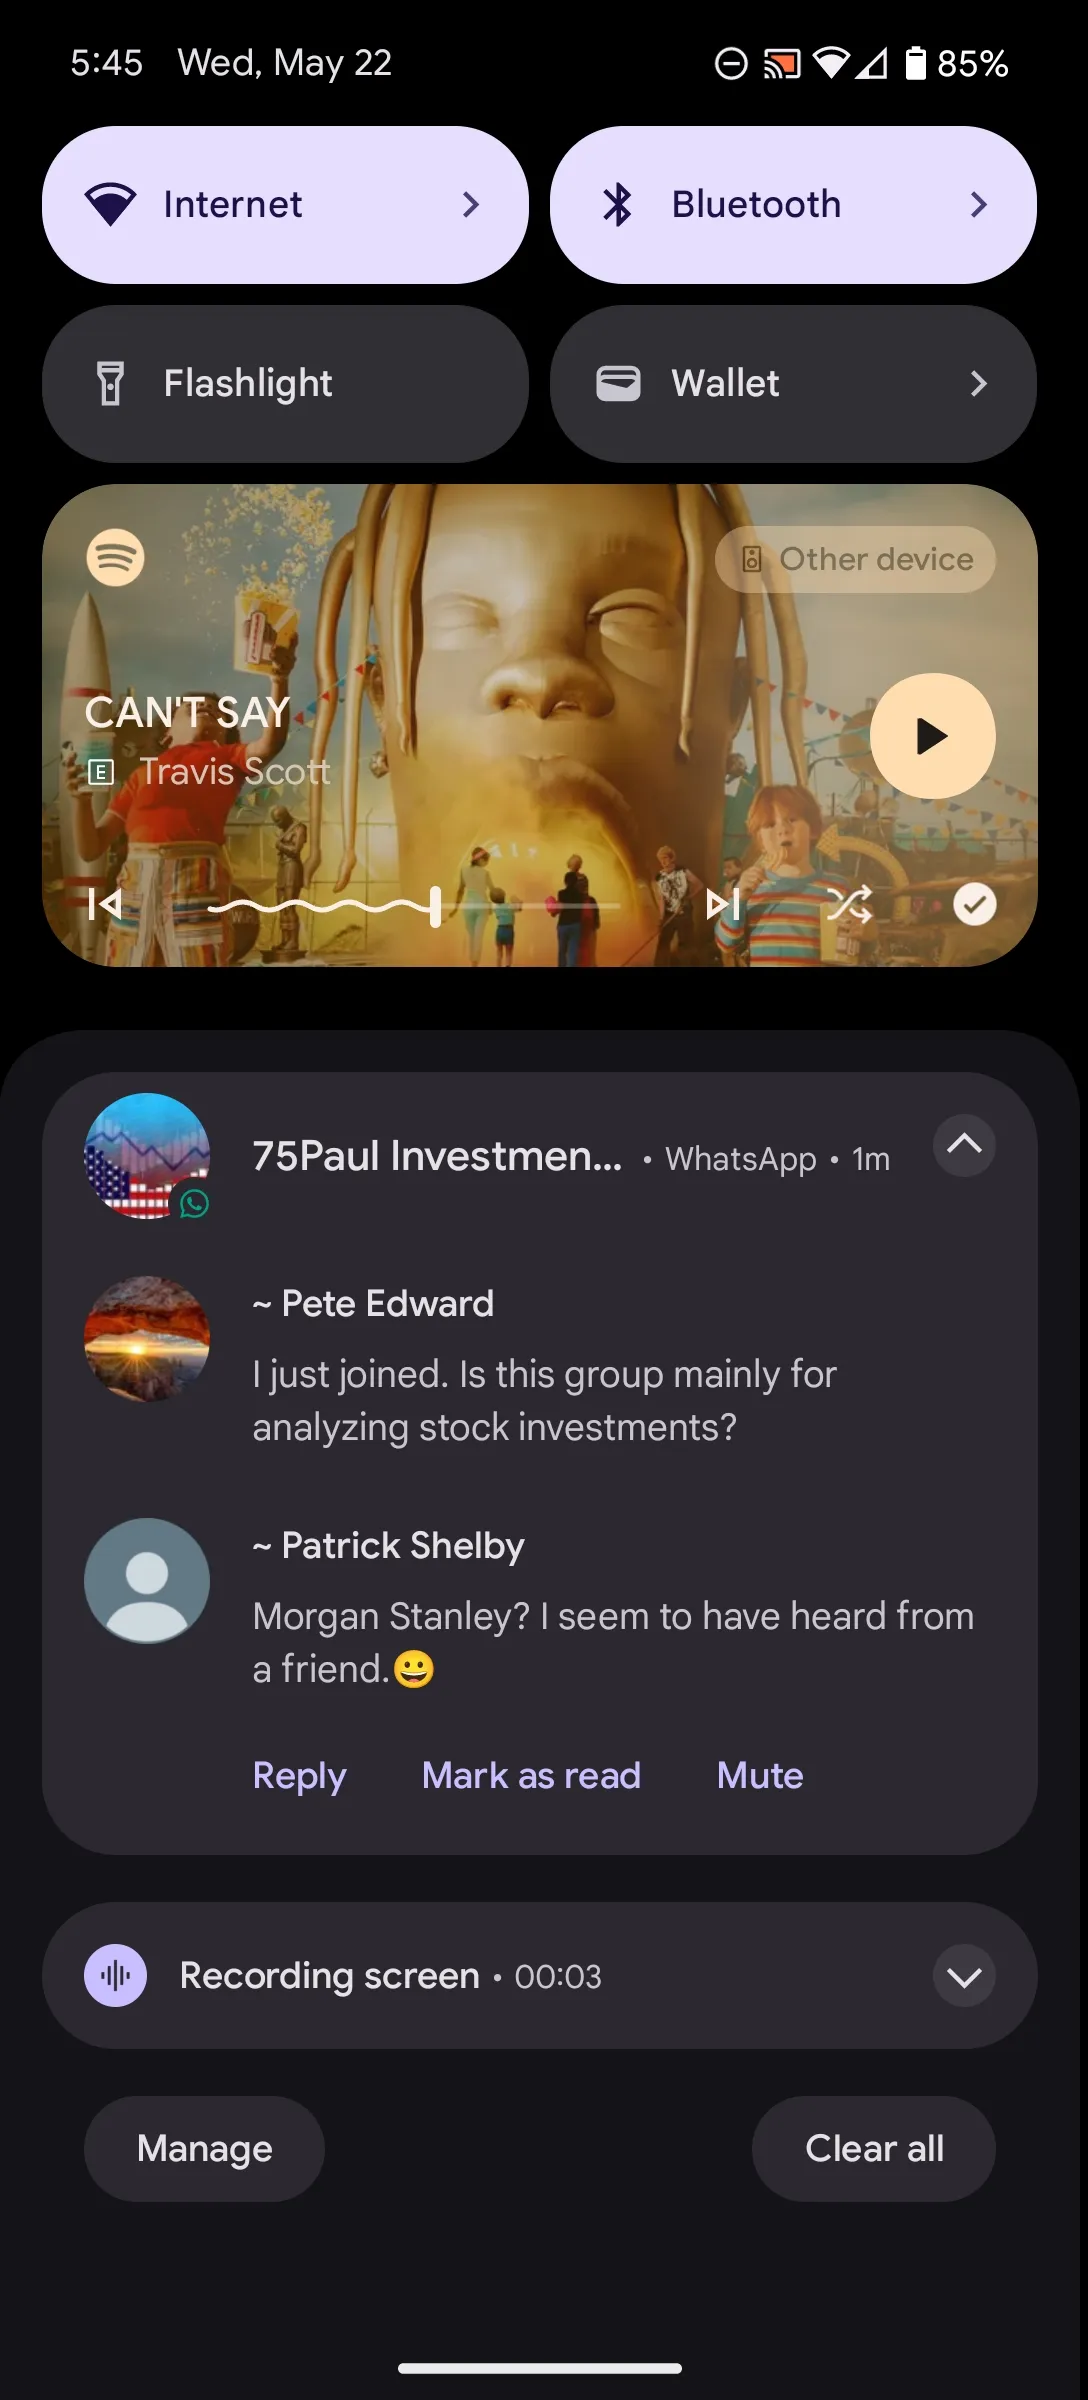 5:45 Wed, May 22 85%
Internet
Bluetooth
Flashlight
Wallet
Other device
CAN'T SAY
E Travis Scott
75Paul Investmen... • WhatsApp • 1m
~ Pete Edward
I just joined. Is this group mainly for
analyzing stock investments?
~ Patrick Shelby
Morgan Stanley? I seem to have heard from
a friend.😀
Reply Mark as read Mute
Recording screen • 00:03
Manage
Clear all